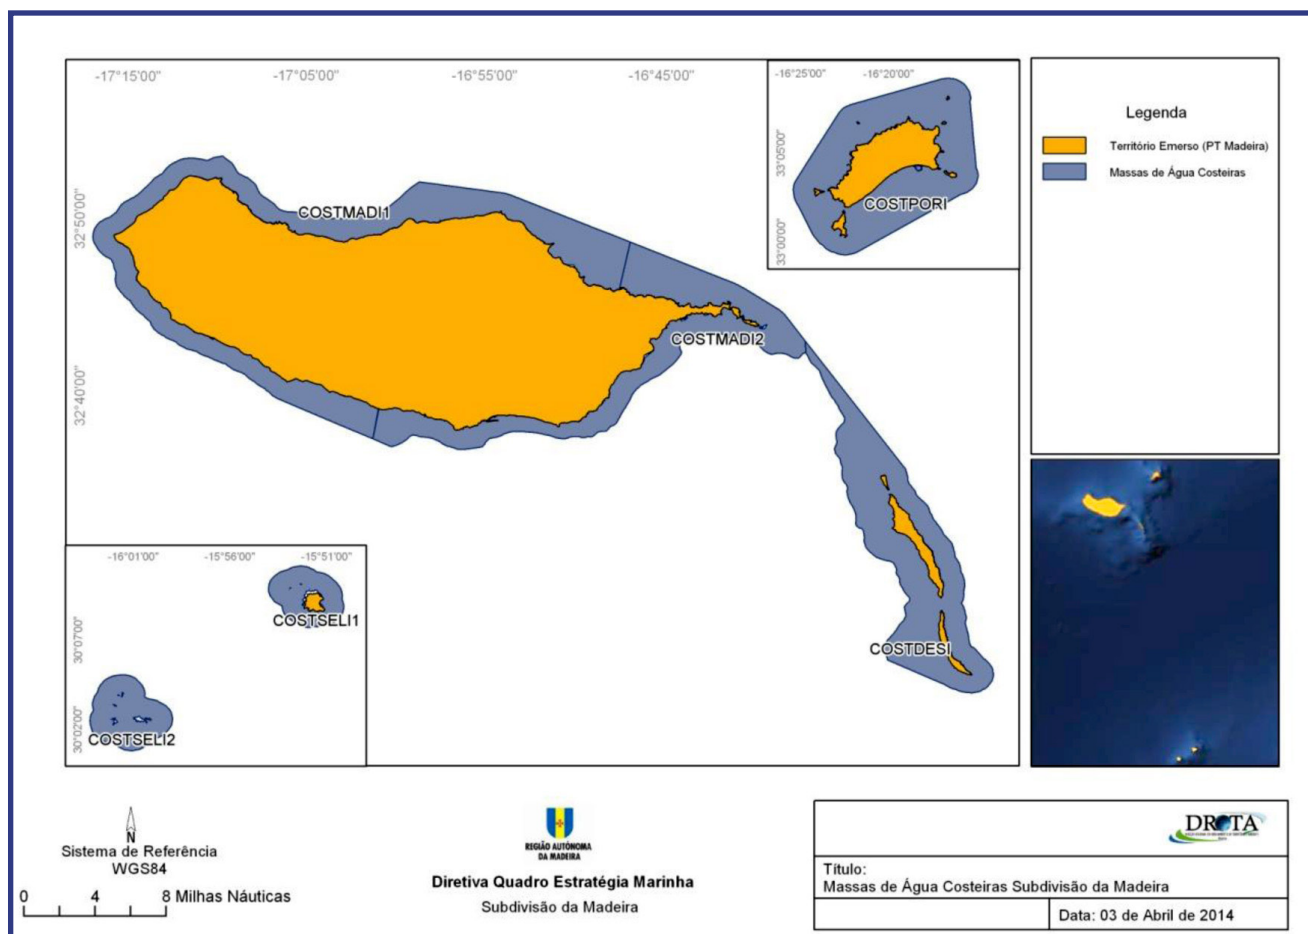 -17°15'00"
-17°05'00"
-16°55'00"
-16°45'00"
-16°25'00"
-16°20'00"
33°05'00"
33°00'00"
COSTPORI
32°50'00"
32°40'00"
COSTMADI1
COSTMADI2
COSTDESI
-16°01'00"
-15°56'00"
-15°51'00"
30°07'00"
30°02'00"
COSTSELI1
COSTSELI2
Legenda
Território Emerso (PT Madeira)
Massas de Água Costeiras
N
Sistema de Referência
WGS84
0 4 8 Milhas Náuticas
REGIÃO AUTÓNOMA
DA MADEIRA
Diretiva Quadro Estratégia Marinha
Subdivisão da Madeira
DROTA
Título:
Massas de Água Costeiras Subdivisão da Madeira
Data: 03 de Abril de 2014